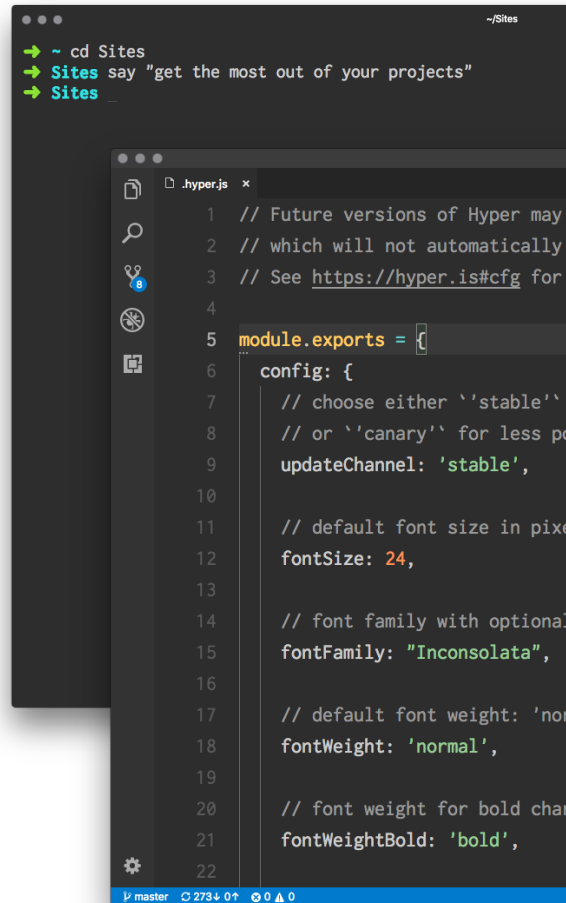 ~/Sites
➜ ~ cd Sites
➜ Sites say "get the most out of your projects"
➜ Sites _
.hyper.js ×
1 // Future versions of Hyper may
2 // which will not automatically
3 // See https://hyper.is#cfg for
4
5 module.exports = {
6 config: {
7 // choose either `'stable'`
8 // or `'canary'` for less po
9 updateChannel: 'stable',
10
11 // default font size in pixe
12 fontSize: 24,
13
14 // font family with optional
15 fontFamily: "Inconsolata",
16
17 // default font weight: 'nor
18 fontWeight: 'normal',
19
20 // font weight for bold char
21 fontWeightBold: 'bold',
22
8
master 273↓ 0↑ 0 0